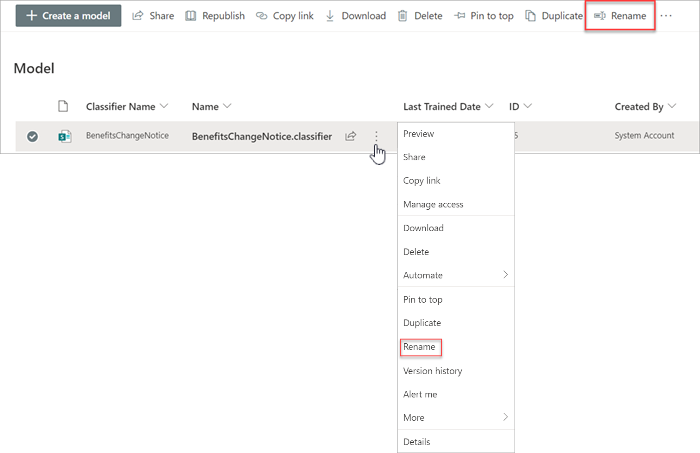 + Create a model Share Republish Copy link Download Delete Pin to top Duplicate Rename ...
Model
Classifier Name Name Last Trained Date ID Created By
BenefitsChangeNotice BenefitsChangeNotice.classifier System Account
Preview
Share
Copy link
Manage access
Download
Delete
Automate
Pin to top
Duplicate
Rename
Version history
Alert me
More
Details